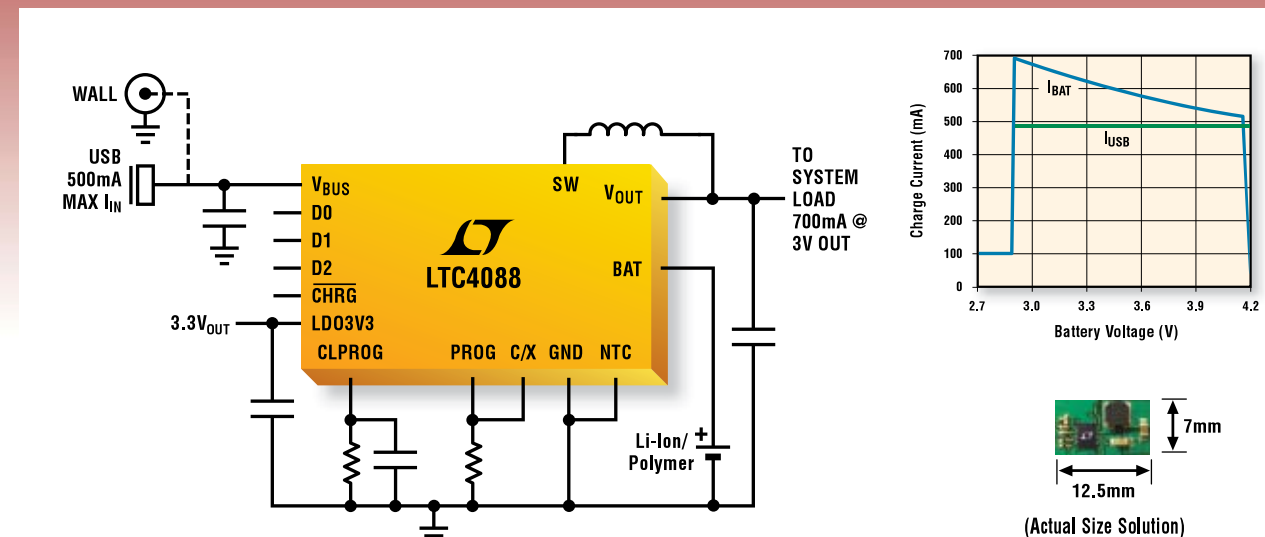 WALL
USB
500mA
MAX IIN
VBUS
D0
D1
D2
CHRG
LDO3V3
3.3VOUT
CLPROG
PROG
C/X
GND
NTC
SW
VOUT
BAT
LTC4088
TO
SYSTEM
LOAD
700mA @
3V OUT
Li-Ion/
Polymer
+
Charge Current (mA)
700
600
500
400
300
200
100
0
IBAT
IUSB
2.7 3.0 3.3 3.6 3.9 4.2
Battery Voltage (V)
7mm
12.5mm
(Actual Size Solution)